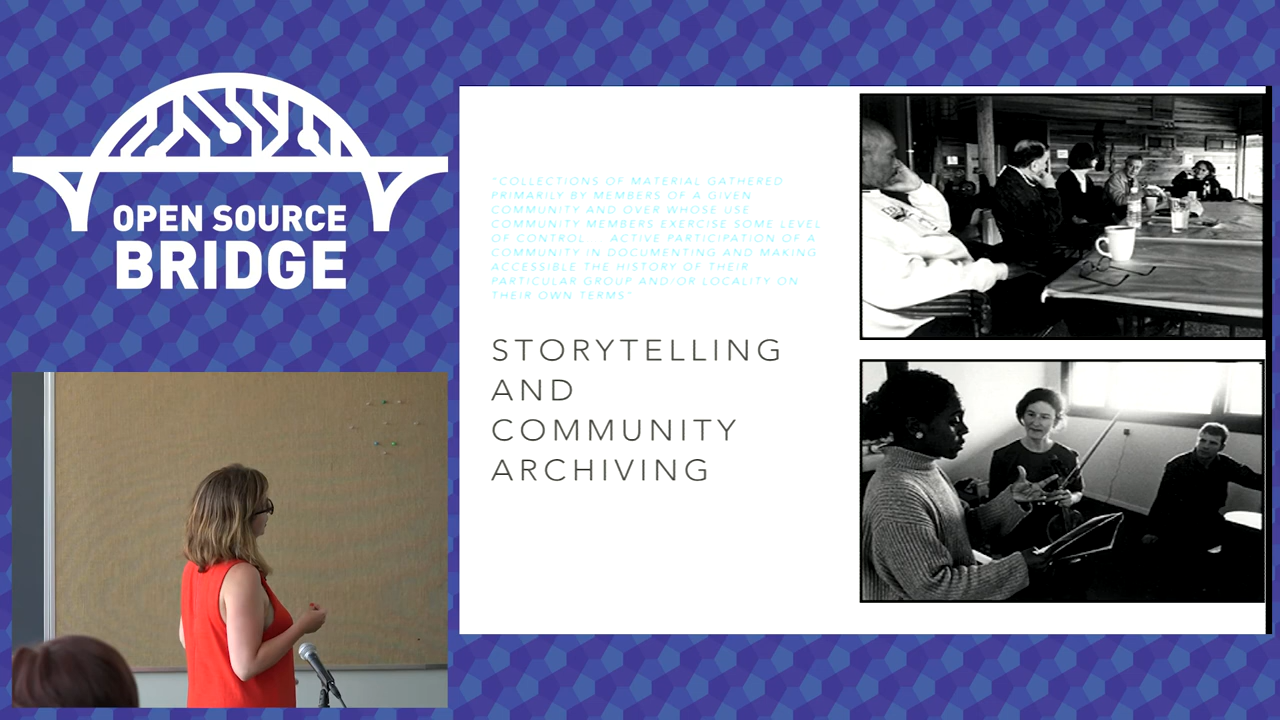 OPEN SOURCE
BRIDGE
"COLLECTIONS OF MATERIAL GATHERED
PRIMARILY BY MEMBERS OF A GIVEN
COMMUNITY AND OVER WHOSE USE
COMMUNITY MEMBERS EXERCISE SOME LEVEL
OF CONTROL ... ACTIVE PARTICIPATION OF A
COMMUNITY IN DOCUMENTING AND MAKING
ACCESSIBLE THE HISTORY OF THEIR
PARTICULAR GROUP AND/OR LOCALITY ON
THEIR OWN TERMS"
STORYTELLING
AND
COMMUNITY
ARCHIVING